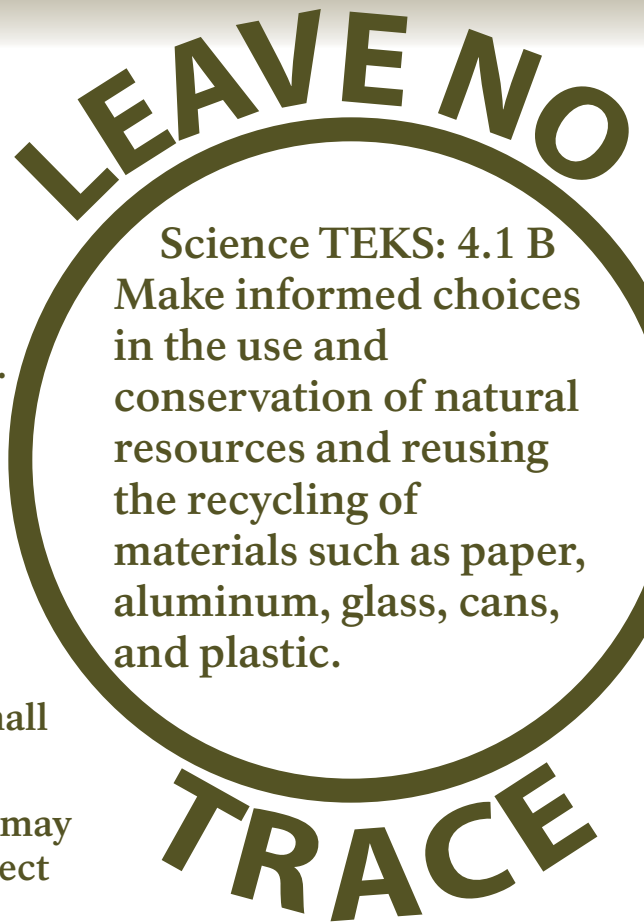 LEAVE NO
Science TEKS: 4.1 B
Make informed choices
in the use and
conservation of natural
resources and reusing
the recycling of
materials such as paper,
aluminum, glass, cans,
and plastic.
may
TRACE